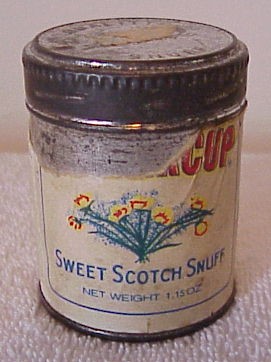 CUP
SWEET SCOTCH SNUFF
NET WEIGHT 1.15 OZ